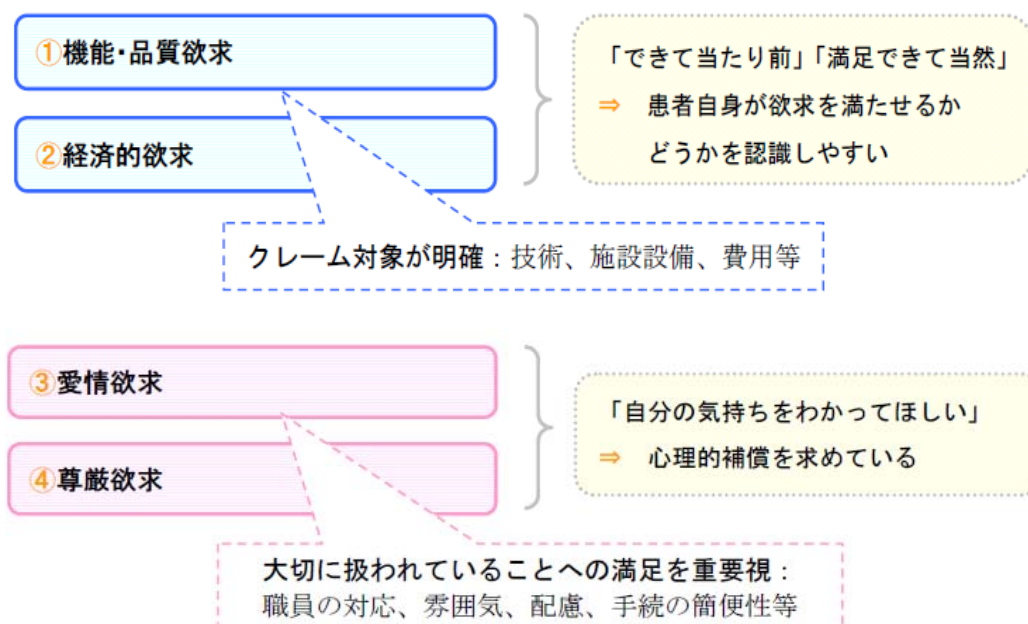 ①機能・品質欲求
②経済的欲求
「できて当たり前」「満足できて当然」
⇒ 患者自身が欲求を満たせるか
どうかを認識しやすい
クレーム対象が明確：技術、施設設備、費用等
③愛情欲求
④尊厳欲求
「自分の気持ちをわかってほしい」
⇒ 心理的補償を求めている
大切に扱われていることへの満足を重要視：
職員の対応、雰囲気、配慮、手続の簡便性等